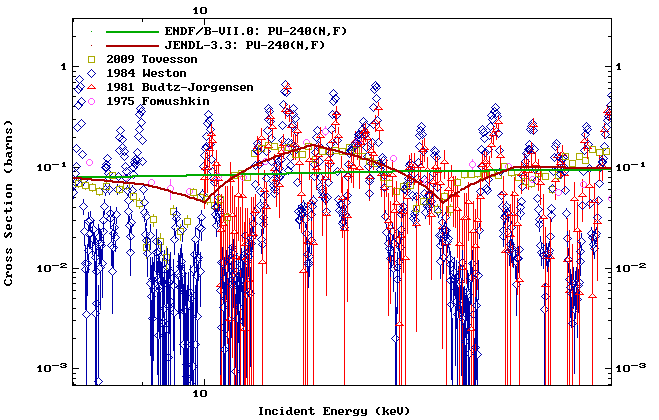 10
ENDF/B-VII.0: PU-240(N,F)
JENDL-3.3: PU-240(N,F)
2009 Tovesson
1984 Weston
1981 Budtz-Jorgensen
1975 Fomushkin
1 1
10⁻¹ 10⁻¹
10⁻² 10⁻²
10⁻³ 10⁻³
Cross Section (barns)
10
Incident Energy (keV)